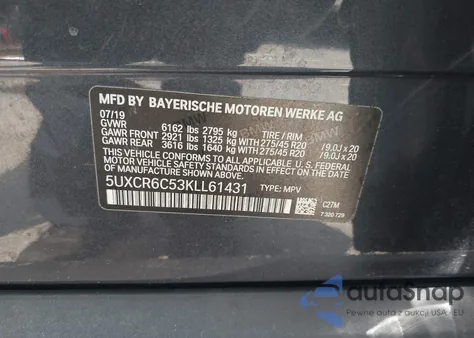 MFD BY BAYERISCHE MOTOREN WERKE AG
07/19
GVWR 6162 lbs 2795 kg TIRE / RIM
GAWR FRONT 2921 lbs 1325 kg WITH 275/45 R20 /9.0J x 20
GAWR REAR 3616 lbs 1640 kg WITH 275/45 R20 /9.0J x 20
THIS VEHICLE CONFORMS TO ALL APPLICABLE U.S. FEDERAL
MOTOR VEHICLE SAFETY STANDARDS IN EFFECT ON THE
DATE OF MANUFACTURE SHOWN ABOVE.
5UXCR6C53KLL61431 TYPE: MPV
C27M
7 320 729
autoSnap
Pewne auta z aukcji USA i EU